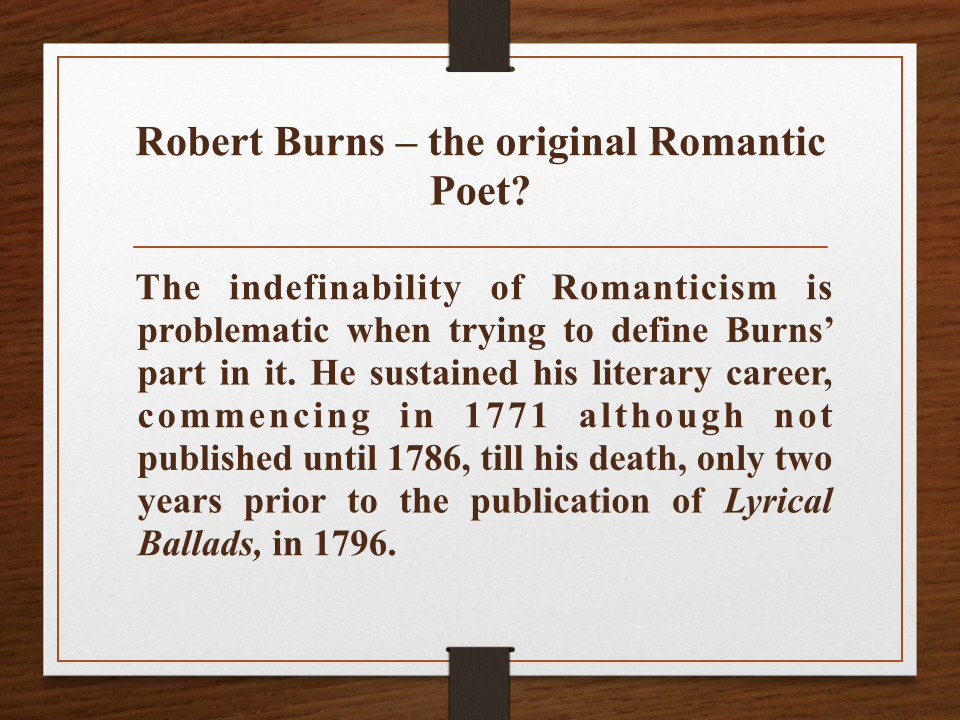 Robert Burns – the original Romantic
Poet?
The indefinability of Romanticism is
problematic when trying to define Burns’
part in it. He sustained his literary career,
commencing in 1771 although not
published until 1786, till his death, only two
years prior to the publication of Lyrical
Ballads, in 1796.